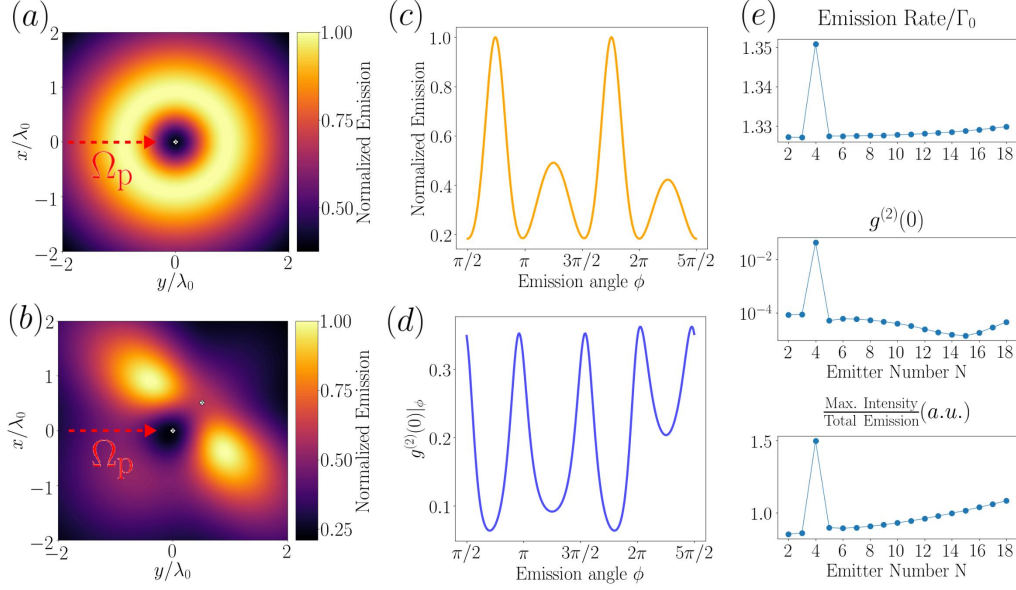 (a)
2
1
0
−1
−2
x/λ0
Ωp
−2
0
2
y/λ0
1.00
0.75
0.50
Normalized Emission
(b)
2
1
0
−1
−2
x/λ0
Ωp
−2
0
2
y/λ0
1.00
0.75
0.50
0.25
Normalized Emission
(c)
1.0
0.8
0.6
0.4
0.2
Normalized Emission
π/2
π
3π/2
2π
5π/2
Emission angle ϕ
(d)
0.3
0.2
0.1
g(2)(0)|ϕ
π/2
π
3π/2
2π
5π/2
Emission angle ϕ
(e)
Emission Rate/Γ0
1.35
1.34
1.33
2 4 6 8 10 12 14 16 18
g(2)(0)
10−2
10−4
2 4 6 8 10 12 14 16 18
Emitter Number N
Max. Intensity
Total Emission (a.u.)
1.5
1.0
2 4 6 8 10 12 14 16 18
Emitter Number N